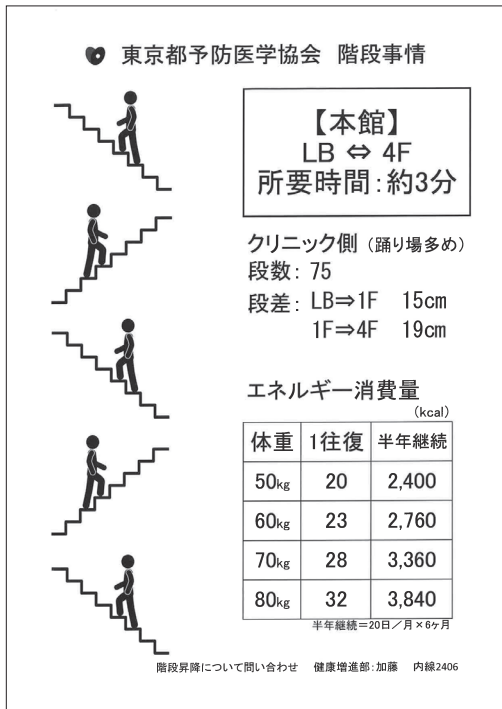 東京都予防医学協会 階段事情
【本館】
LB ⇔ 4F
所要時間:約3分
クリニック側 (踊り場多め)
段数: 75
段差: LB⇒1F 15cm
1F⇒4F 19cm
エネルギー消費量
(kcal)
体重 1往復 半年継続
50kg 20 2,400
60kg 23 2,760
70kg 28 3,360
80kg 32 3,840
半年継続=20日/月×6ヶ月
階段昇降について問い合わせ 健康増進部:加藤 内線2406